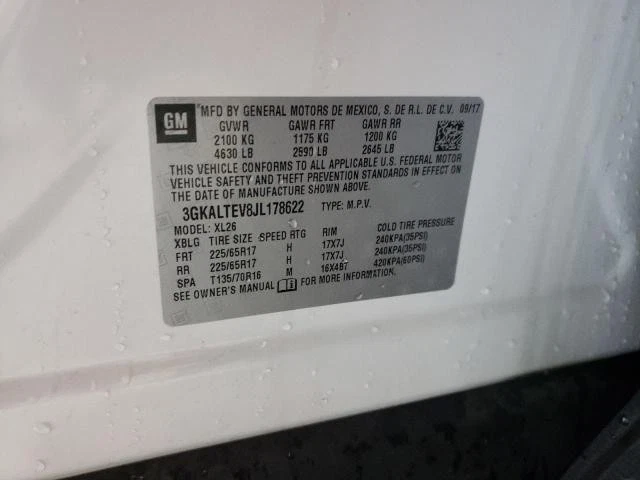 GM
MFD BY GENERAL MOTORS DE MEXICO, S. DE R.L. DE C.V. 09/17
GVWR GAWR FRT GAWR RR
2100 KG 1175 KG 1200 KG
4630 LB 2590 LB 2645 LB
THIS VEHICLE CONFORMS TO ALL APPLICABLE U.S. FEDERAL MOTOR
VEHICLE SAFETY AND THEFT PREVENTION STANDARDS IN EFFECT ON
THE DATE OF MANUFACTURE SHOWN ABOVE.
3GKALTEV8JL178622 TYPE: M.P.V.
MODEL: XL26
XBLG TIRE SIZE SPEED RTG RIM COLD TIRE PRESSURE
FRT 225/65R17 H 17X7J 240KPA(35PSI)
RR 225/65R17 H 17X7J 240KPA(35PSI)
SPA T135/70R16 M 16X4BT 420KPA(60PSI)
SEE OWNER'S MANUAL FOR MORE INFORMATION.